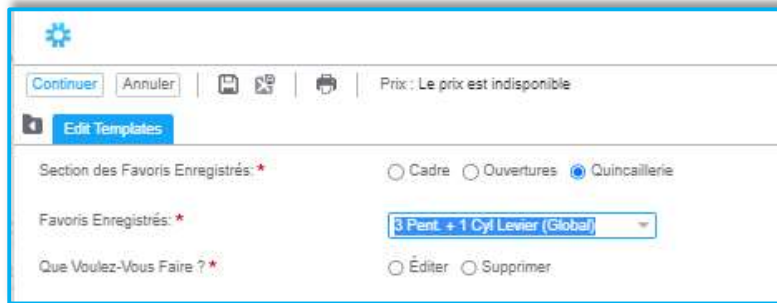 Continuer Annuler Prix : Le prix est indisponible
Edit Templates
Section des Favoris Enregistrés: * Cadre Ouvertures Quincaillerie
Favoris Enregistrés: * 3 Pent. + 1 Cyl Levier (Global)
Que Voulez-Vous Faire ? * Éditer Supprimer